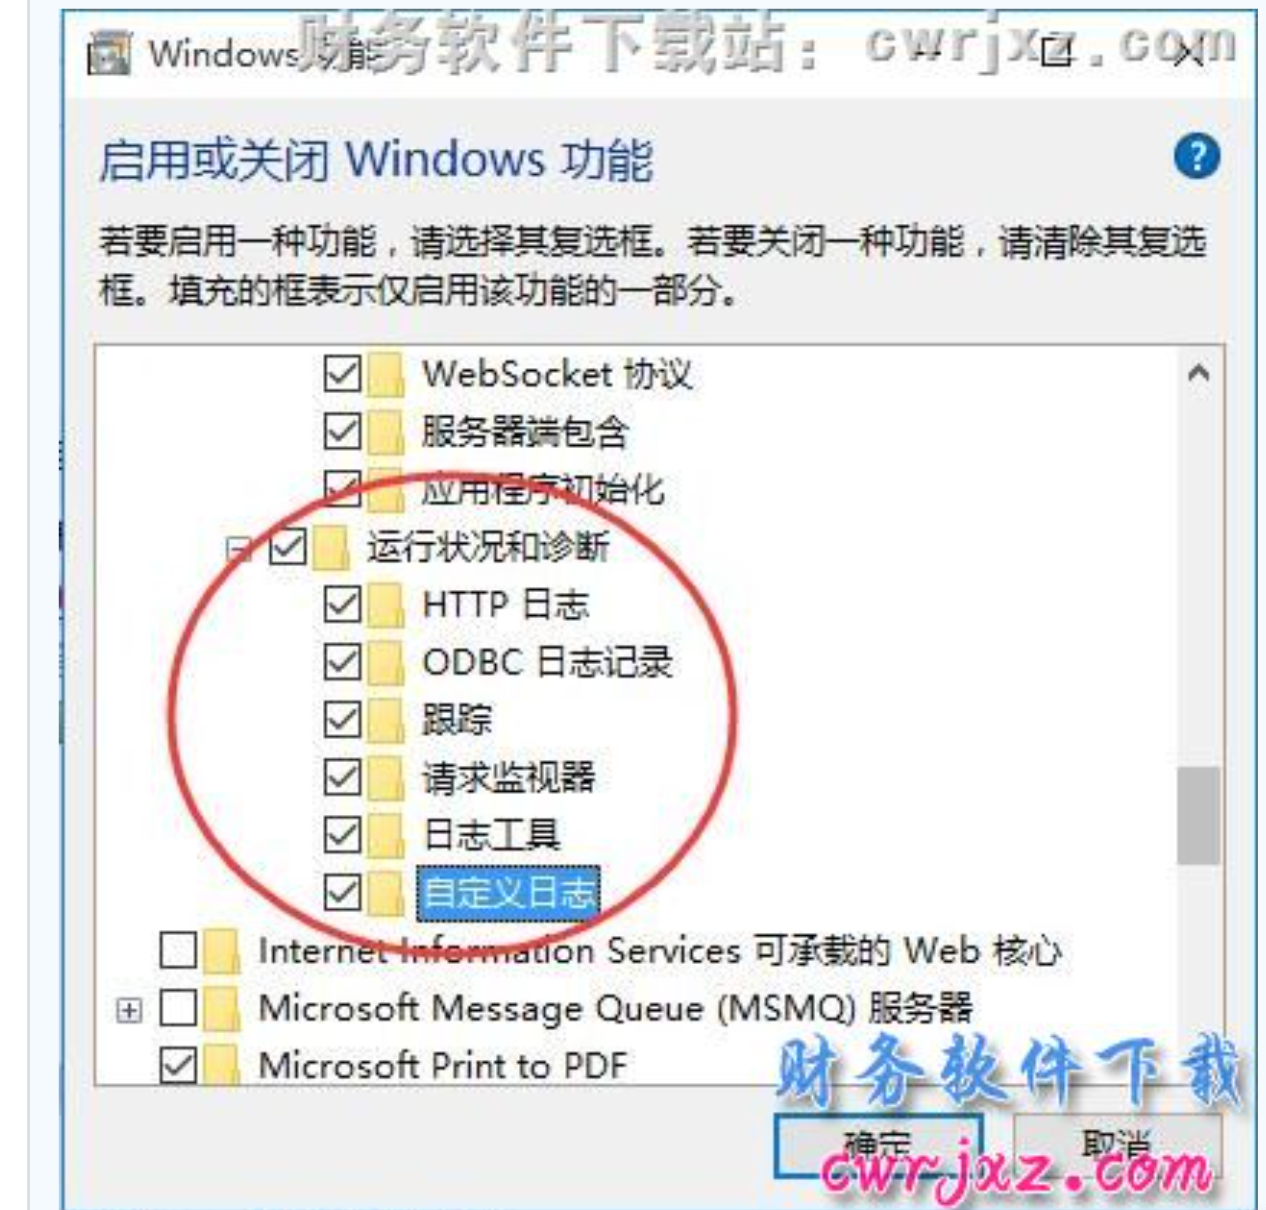 Windows 功能
财务软件下载站：cwrjxz.com
启用或关闭 Windows 功能
若要启用一种功能，请选择其复选框。若要关闭一种功能，请清除其复选
框。填充的框表示仅启用该功能的一部分。
WebSocket 协议
服务器端包含
应用程序初始化
运行状况和诊断
HTTP 日志
ODBC 日志记录
跟踪
请求监视器
日志工具
自定义日志
Internet Information Services 可承载的 Web 核心
Microsoft Message Queue (MSMQ) 服务器
Microsoft Print to PDF
财务软件下载
确定
取消
cwrjxz.com